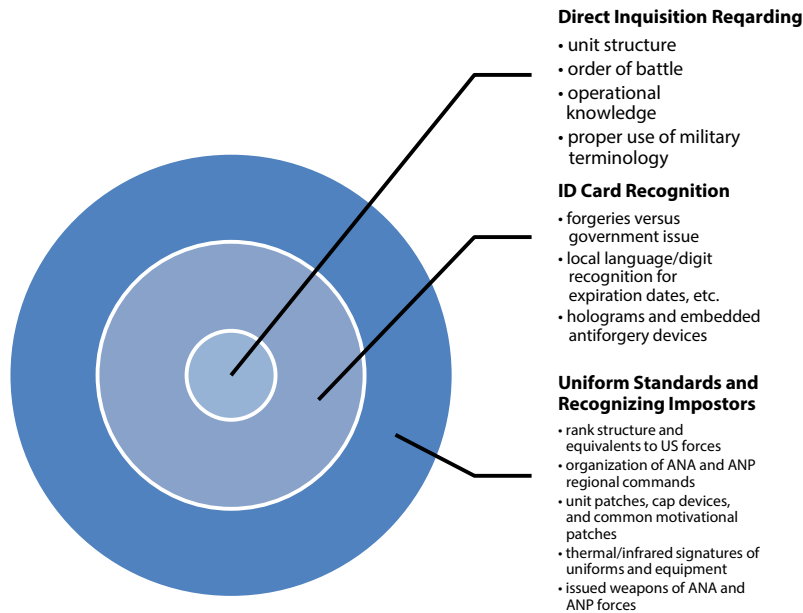 Direct Inquisition Reqarding
• unit structure
• order of battle
• operational
knowledge
• proper use of military
terminology
ID Card Recognition
• forgeries versus
government issue
• local language/digit
recognition for
expiration dates, etc.
• holograms and embedded
antiforgery devices
Uniform Standards and
Recognizing Impostors
• rank structure and
equivalents to US forces
• organization of ANA and ANP
regional commands
• unit patches, cap devices,
and common motivational
patches
• thermal/infrared signatures of
uniforms and equipment
• issued weapons of ANA and
ANP forces